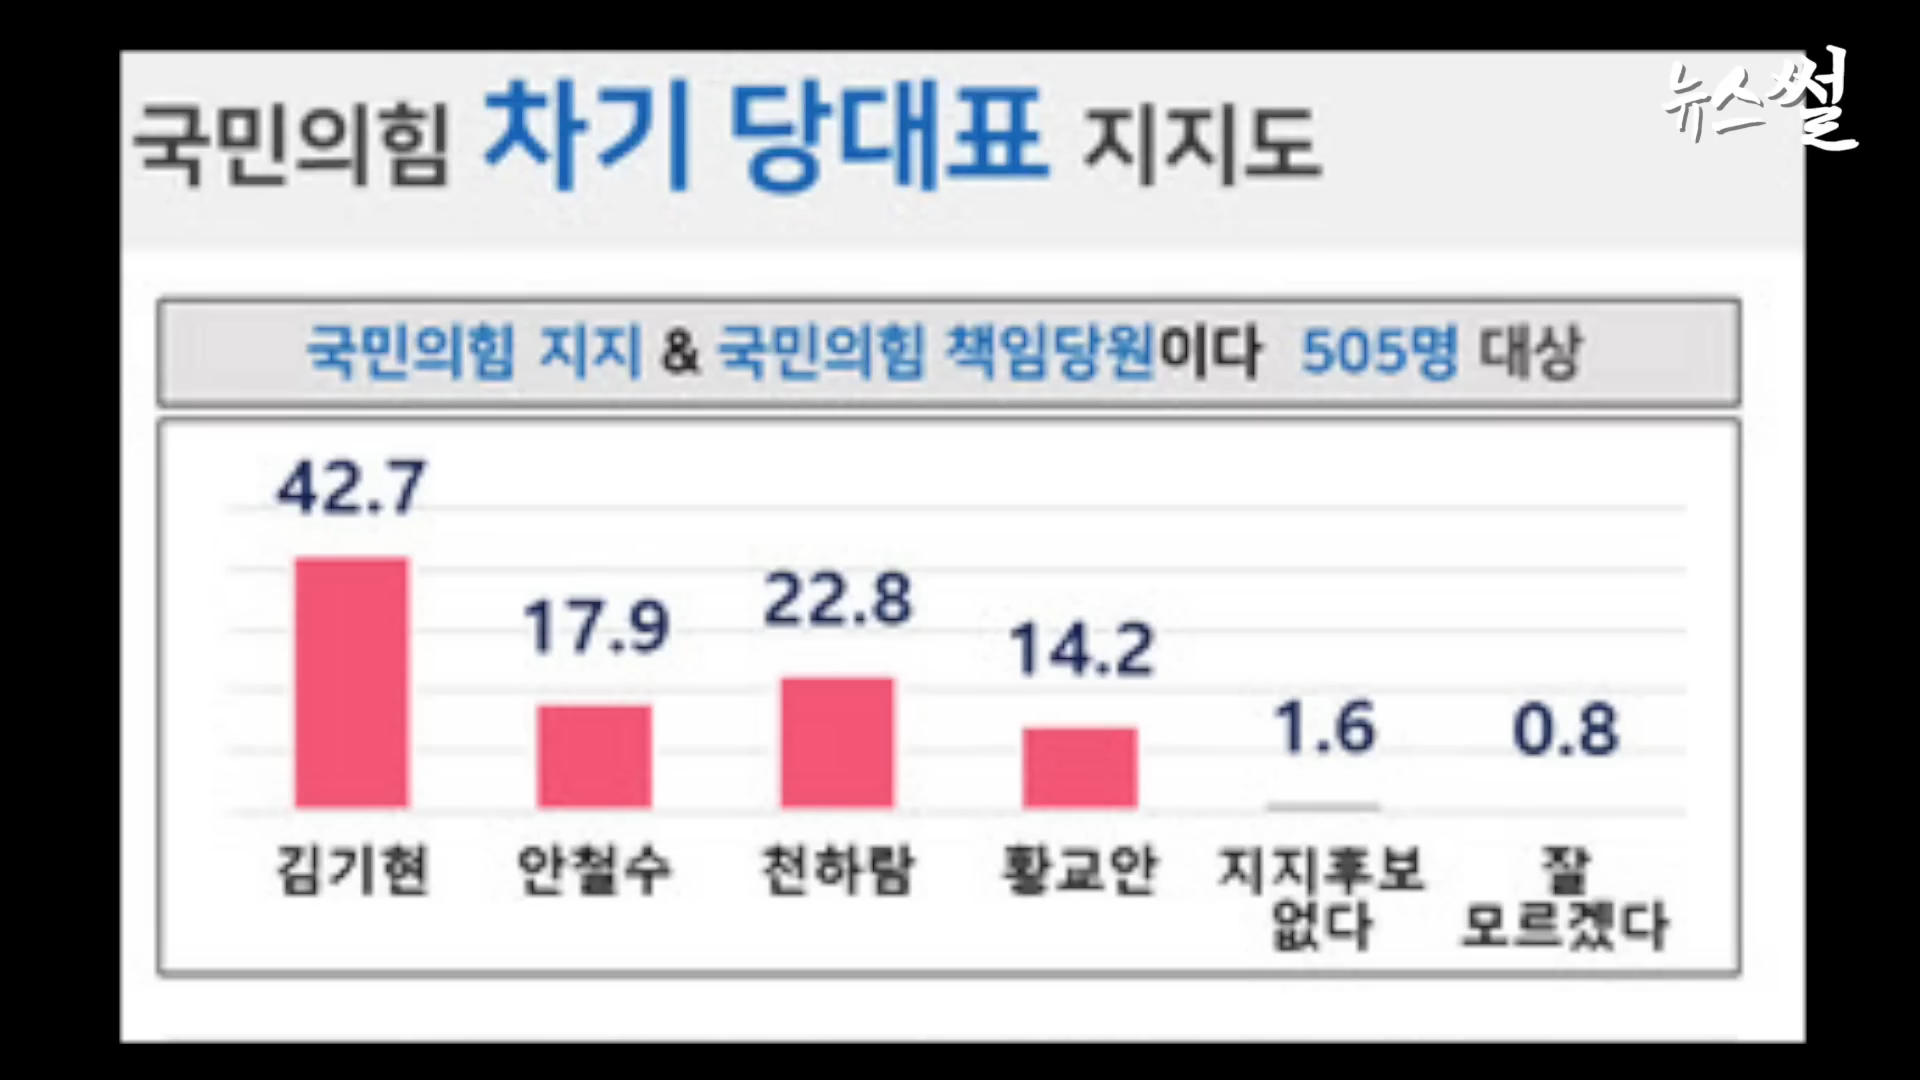 뉴스썰
국민의힘 차기 당대표 지지도
국민의힘 지지 & 국민의힘 책임당원이다 505명 대상
42.7
17.9
22.8
14.2
1.6
0.8
김기현
안철수
천하람
황교안
지지후보
없다
잘
모르겠다